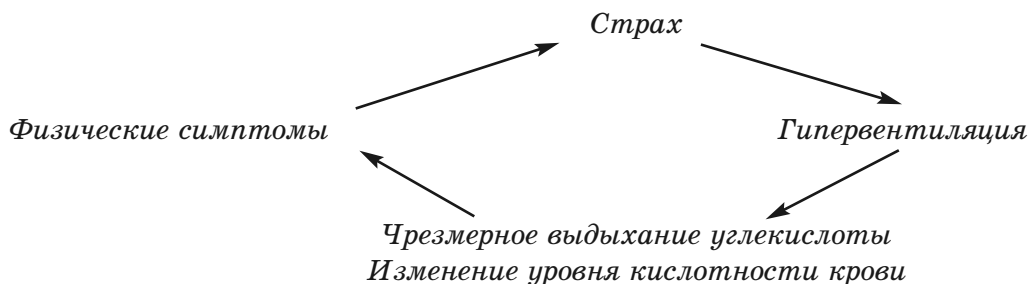 Страх
Физические симптомы
Гипервентиляция
Чрезмерное выдыхание углекислоты
Изменение уровня кислотности крови